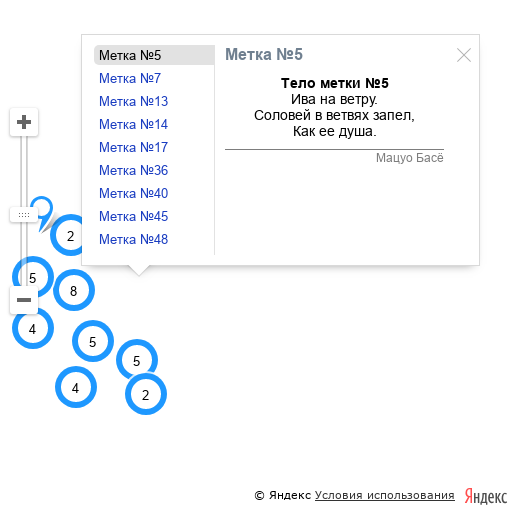 Метка №5
Метка №7
Метка №13
Метка №14
Метка №17
Метка №36
Метка №40
Метка №45
Метка №48
Метка №5
Тело метки №5
Ива на ветру.
Соловей в ветвях запел,
Как ее душа.
Мацуо Басё
2
5
8
4
5
5
4
2
© Яндекс Условия использования
Яндекс